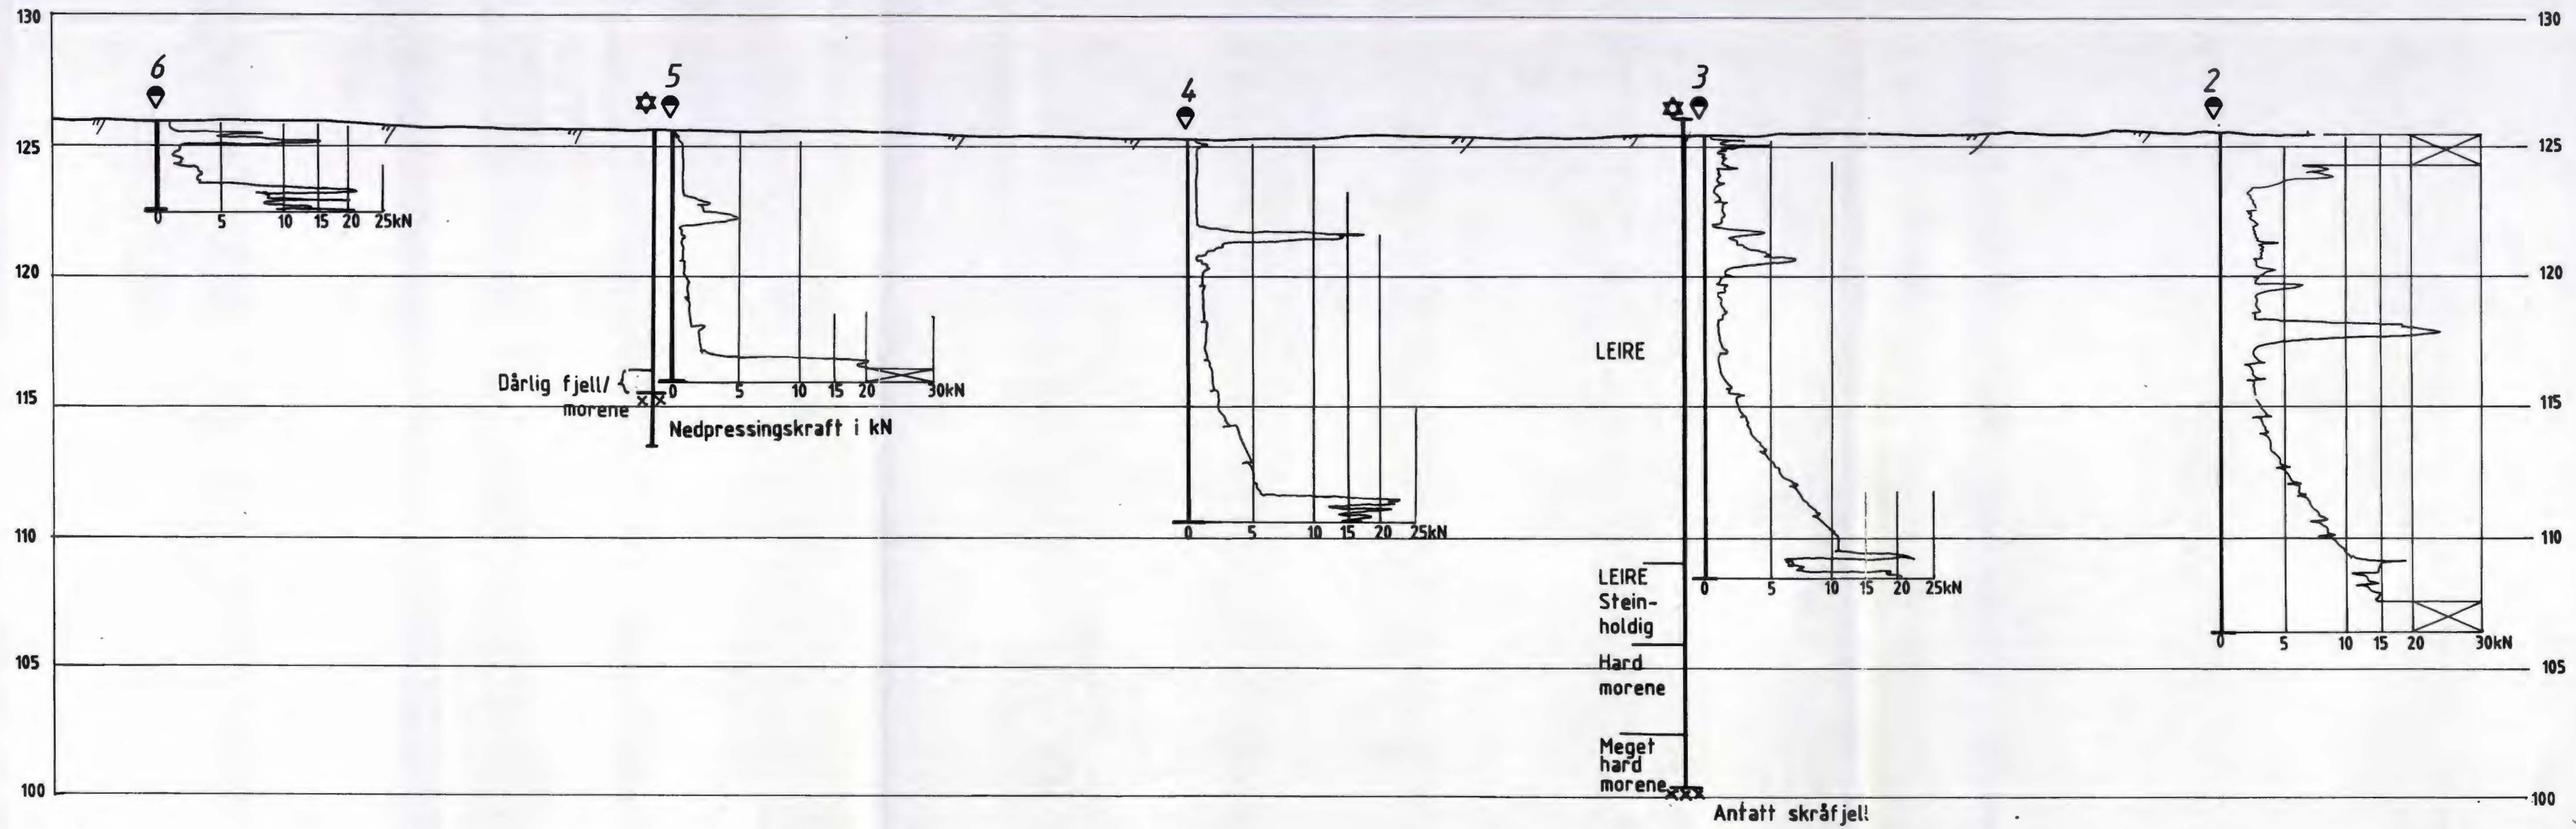 130 130
6 5 4 3 2
125 125
0 5 10 15 20 25kN
120 120
LEIRE
Dårlig fjell/
morene
0 5 10 15 20 30kN
115 115
Nedpressingskraft i kN
0 5 10 15 20 25kN
110 110
LEIRE
Stein-
holdig
0 5 10 15 20 25kN
0 5 10 15 20 30kN
105 105
Hard
morene
Meget
hard
morene
100 100
Antatt skråfjell